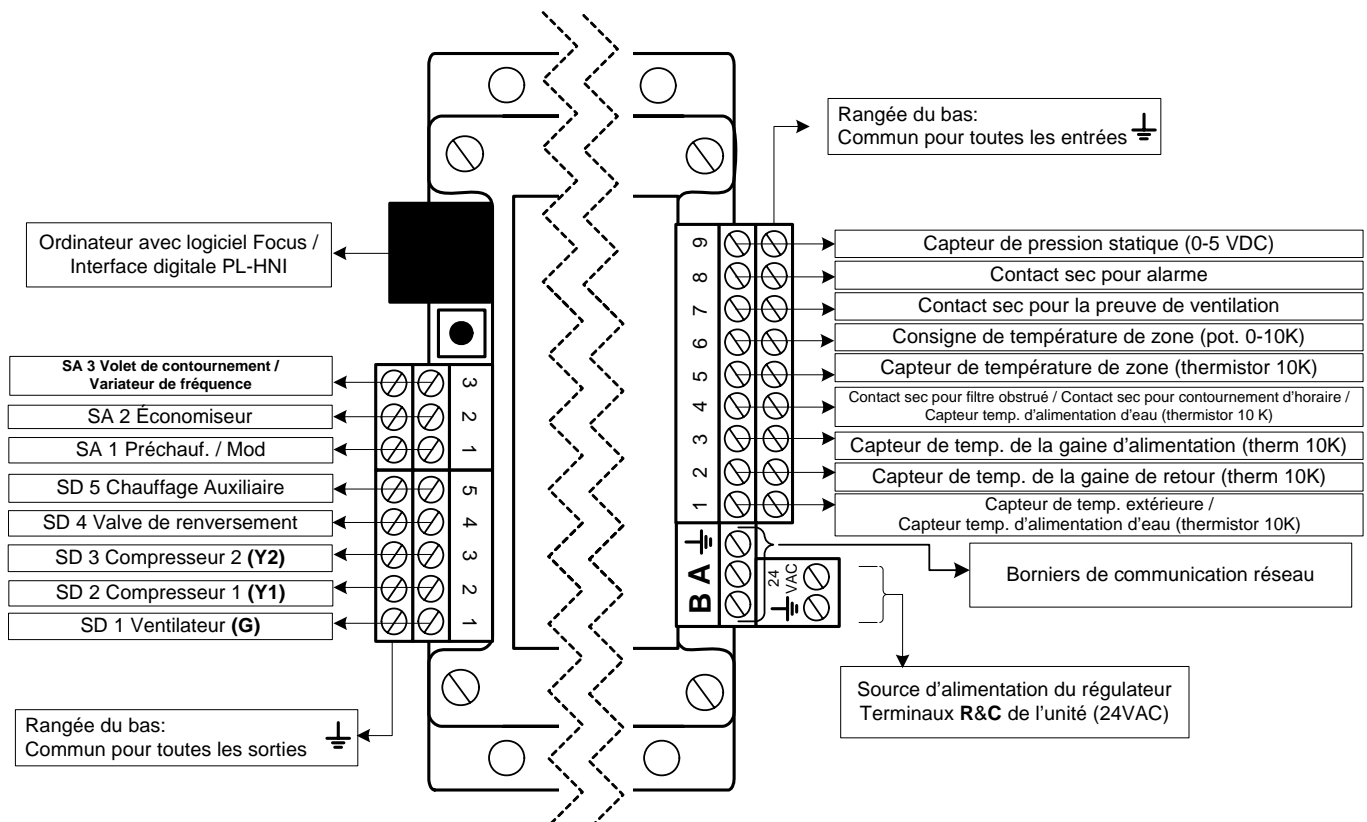 Rangée du bas:
Commun pour toutes les entrées
Ordinateur avec logiciel Focus /
Interface digitale PL-HNI
SA 3 Volet de contournement /
Variateur de fréquence
SA 2 Économiseur
SA 1 Préchauf. / Mod
SD 5 Chauffage Auxiliaire
SD 4 Valve de renversement
SD 3 Compresseur 2 (Y2)
SD 2 Compresseur 1 (Y1)
SD 1 Ventilateur (G)
3
2
1
5
4
3
2
1
Rangée du bas:
Commun pour toutes les sorties
9
8
7
6
5
4
3
2
1
B A
24
VAC
Capteur de pression statique (0-5 VDC)
Contact sec pour alarme
Contact sec pour la preuve de ventilation
Consigne de température de zone (pot. 0-10K)
Capteur de température de zone (thermistor 10K)
Contact sec pour filtre obstrué / Contact sec pour contournement d'horaire /
Capteur temp. d'alimentation d'eau (thermistor 10 K)
Capteur de temp. de la gaine d'alimentation (therm 10K)
Capteur de temp. de la gaine de retour (therm 10K)
Capteur de temp. extérieure /
Capteur temp. d'alimentation d'eau (thermistor 10K)
Borniers de communication réseau
Source d'alimentation du régulateur
Terminaux R&C de l'unité (24VAC)